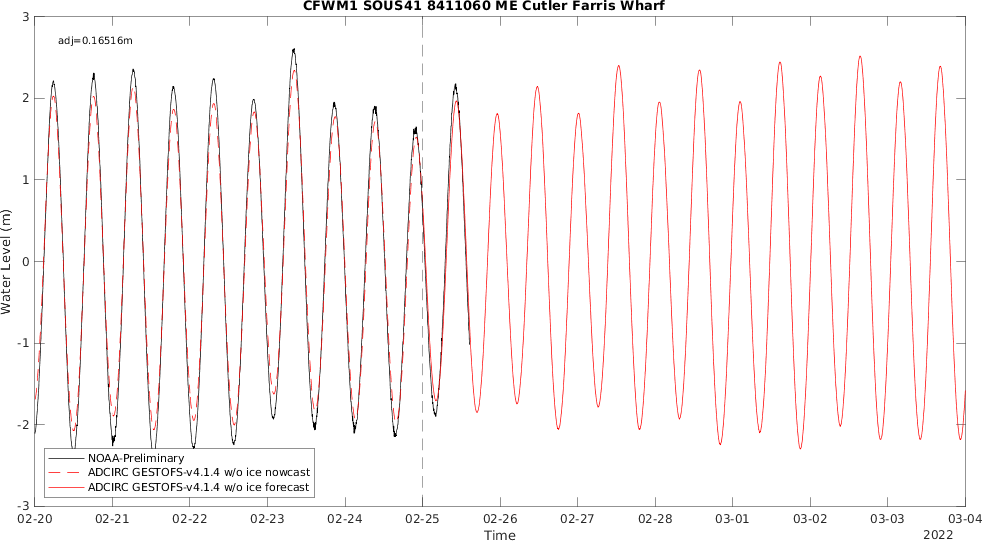 CFWM1 SOUS41 8411060 ME Cutler Farris Wharf
adj=0.16516m
3
2
1
0
-1
-2
-3
Water Level (m)
NOAA-Preliminary
ADCIRC GESTOFS-v4.1.4 w/o ice nowcast
ADCIRC GESTOFS-v4.1.4 w/o ice forecast
02-20 02-21 02-22 02-23 02-24 02-25 02-26 02-27 02-28 03-01 03-02 03-03 03-04
Time
2022